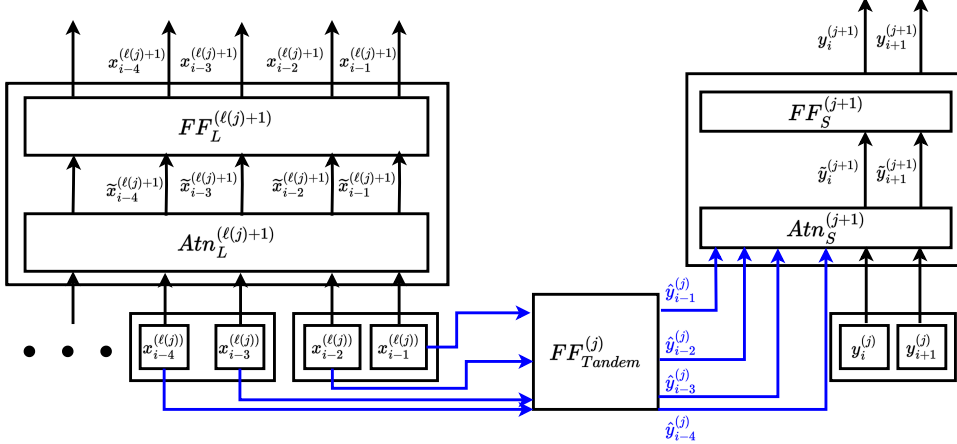 x_{i-4}^{(ℓ(j)+1)} x_{i-3}^{(ℓ(j)+1)} x_{i-2}^{(ℓ(j)+1)} x_{i-1}^{(ℓ(j)+1)}
FF_L^{(ℓ(j)+1)}
x̃_{i-4}^{(ℓ(j)+1)} x̃_{i-3}^{(ℓ(j)+1)} x̃_{i-2}^{(ℓ(j)+1)} x̃_{i-1}^{(ℓ(j)+1)}
Atn_L^{(ℓ(j)+1)}
• • • x_{i-4}^{(ℓ(j))} x_{i-3}^{(ℓ(j))} x_{i-2}^{(ℓ(j))} x_{i-1}^{(ℓ(j))}
FF_{Tandem}^{(j)}
ŷ_{i-1}^{(j)}
ŷ_{i-2}^{(j)}
ŷ_{i-3}^{(j)}
ŷ_{i-4}^{(j)}
y_i^{(j+1)} y_{i+1}^{(j+1)}
FF_S^{(j+1)}
ỹ_i^{(j+1)} ỹ_{i+1}^{(j+1)}
Atn_S^{(j+1)}
y_i^{(j)} y_{i+1}^{(j)}